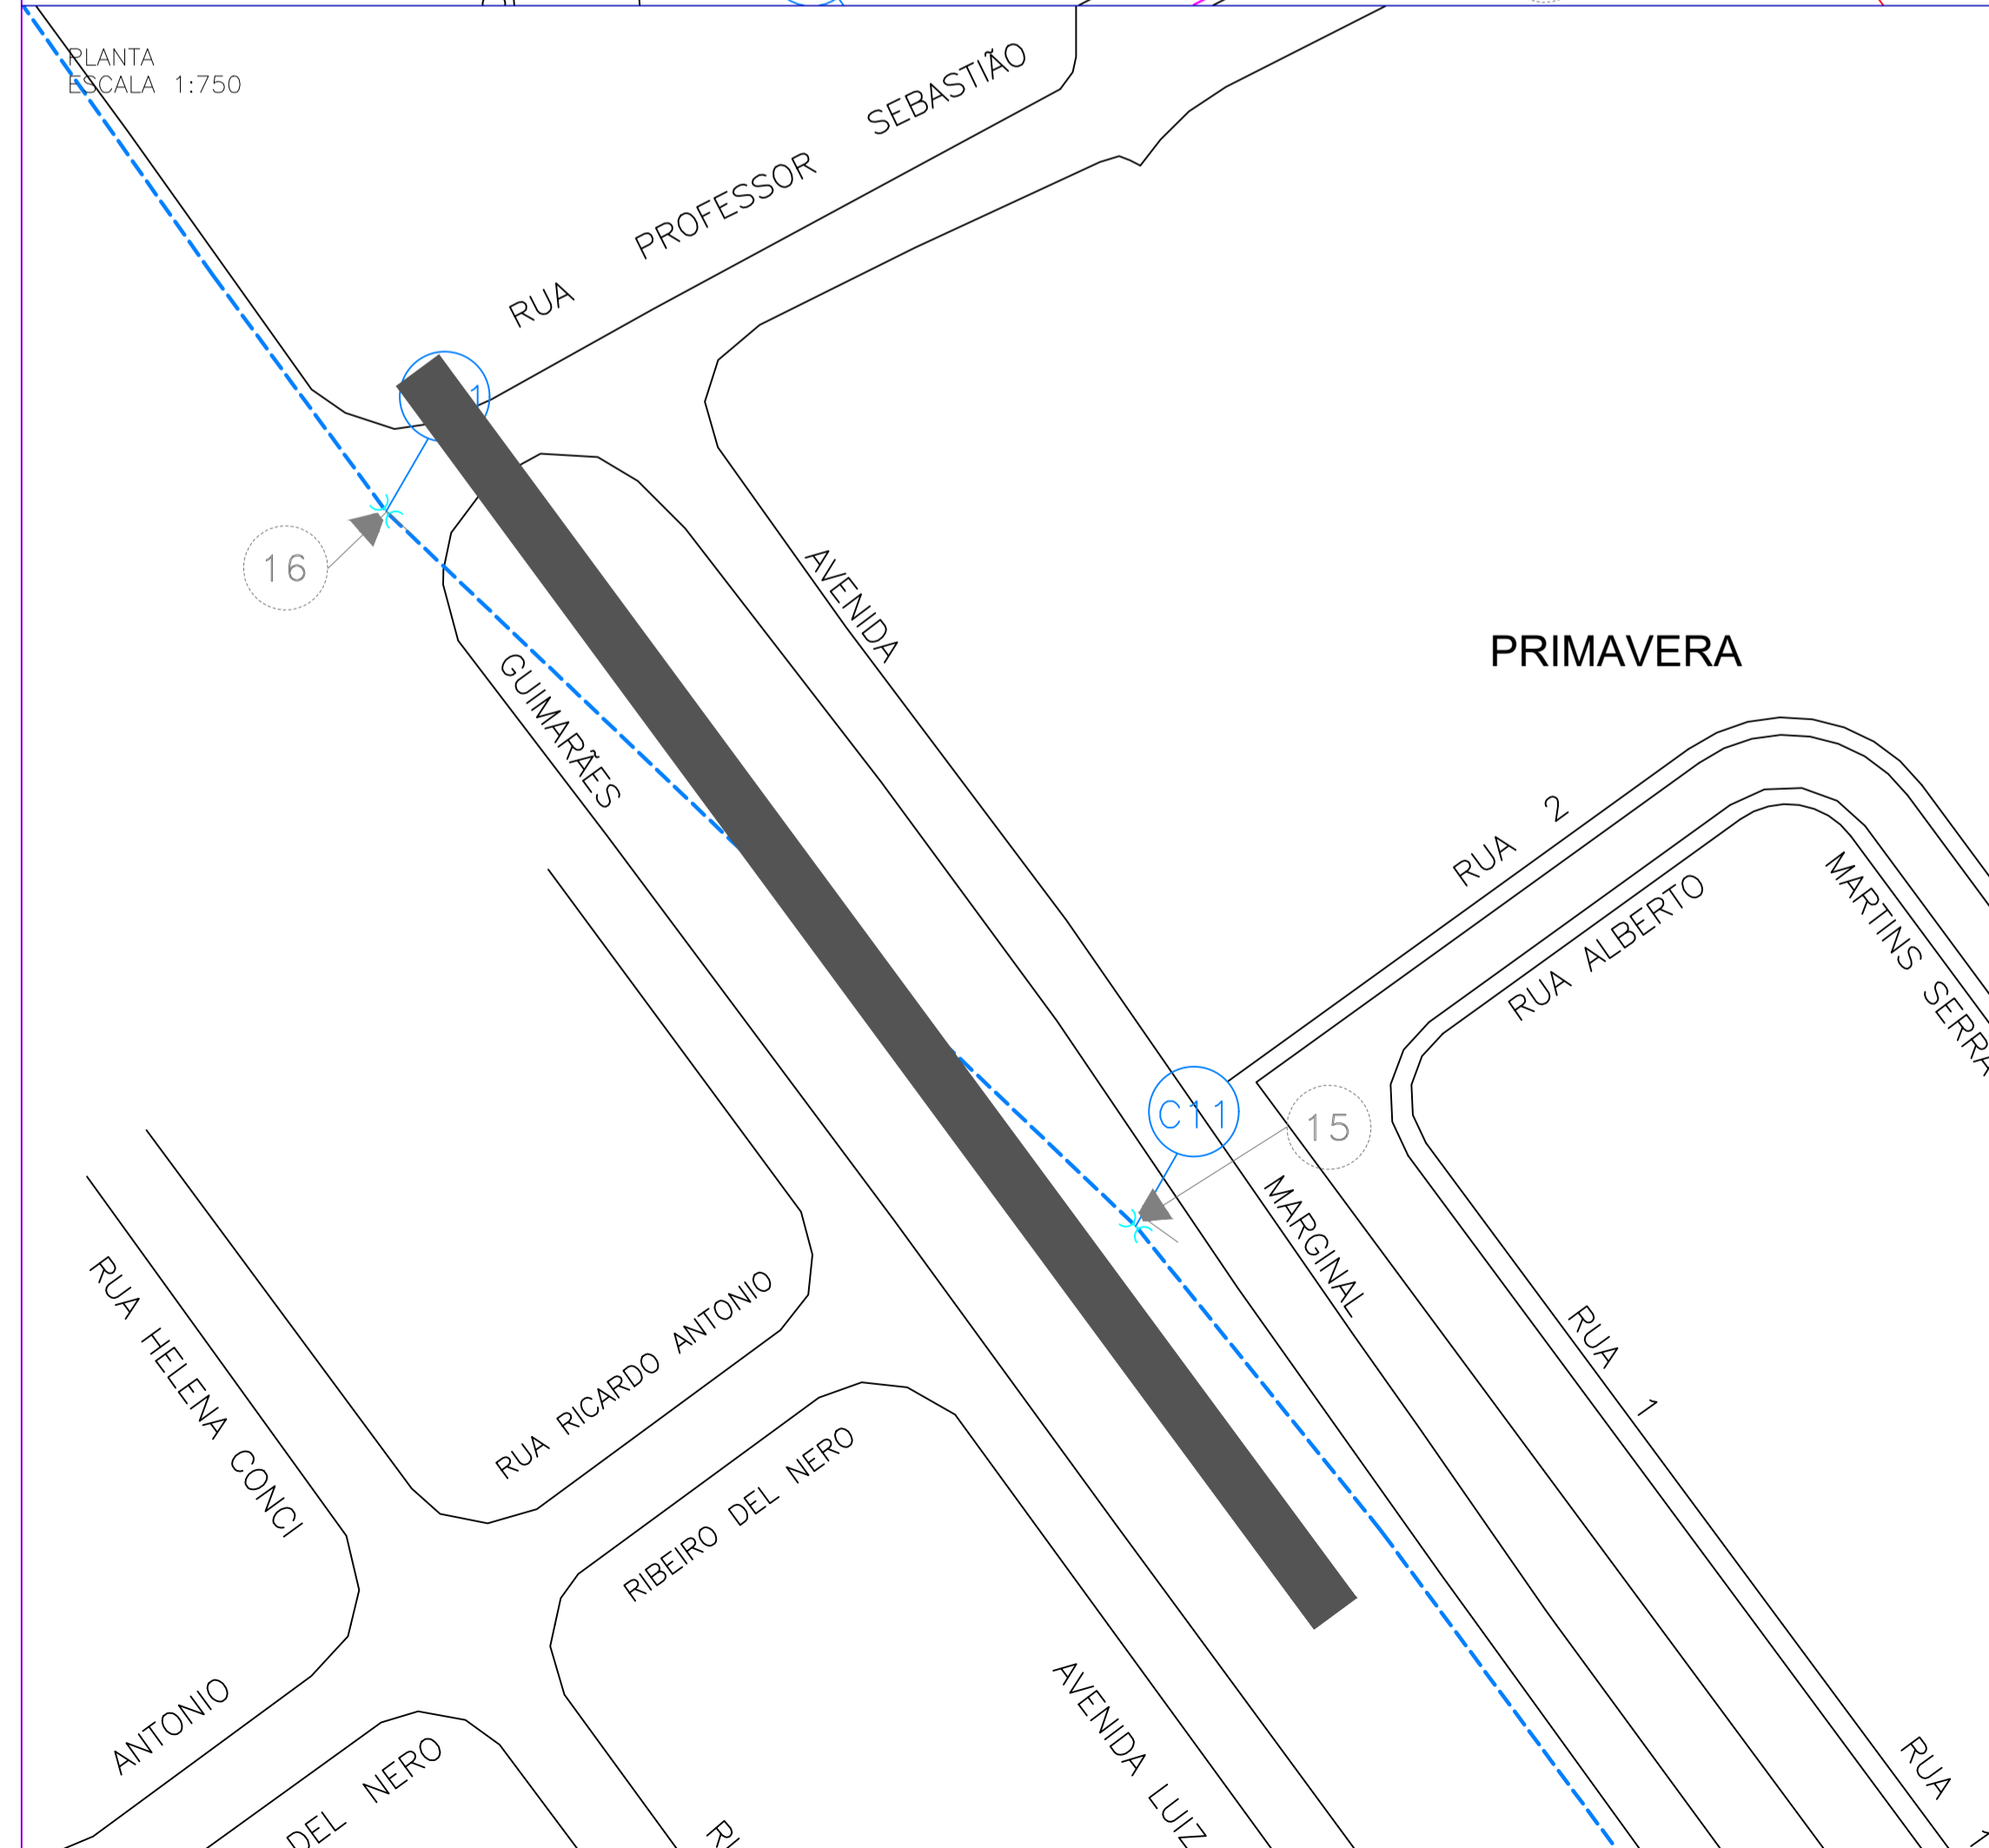 PLANTA
ESCALA 1:750
RUA PROFESSOR SEBASTIÃO
1
16
GUIMARÃES
AVENIDA
PRIMAVERA
RUA 2
RUA ALBERTO
MARTINS SERRA
C11
15
MARGINAL
RUA 1
RUA HELENA CONCI
RUA RICARDO ANTONIO
RIBEIRO DEL NERO
ANTONIO
DEL NERO
AVENIDA LUIZ
RUA